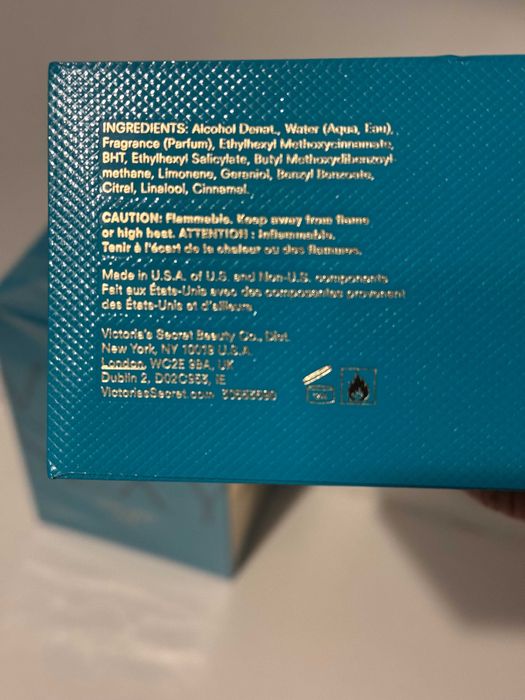 INGREDIENTS: Alcohol Denat., Water (Aqua, Eau),
Fragrance (Parfum), Ethylhexyl Methoxycinnamate,
BHT, Ethylhexyl Salicylate, Butyl Methoxydibenzoyl-
methane, Limonene, Geraniol, Benzyl Benzoate,
Citral, Linalool, Cinnamal.
CAUTION: Flammable. Keep away from flame
or high heat. ATTENTION : Inflammable.
Tenir à l'écart de la chaleur ou des flammes.
Made in U.S.A. of U.S. and Non-U.S. components
Fait aux États-Unis avec des composantes provenant
des États-Unis et d'ailleurs.
Victoria's Secret Beauty Co., Dist.
New York, NY 10018 U.S.A.
London, WC2E 99A, UK
Dublin 2, D02C953, IE
VictoriasSecret.com